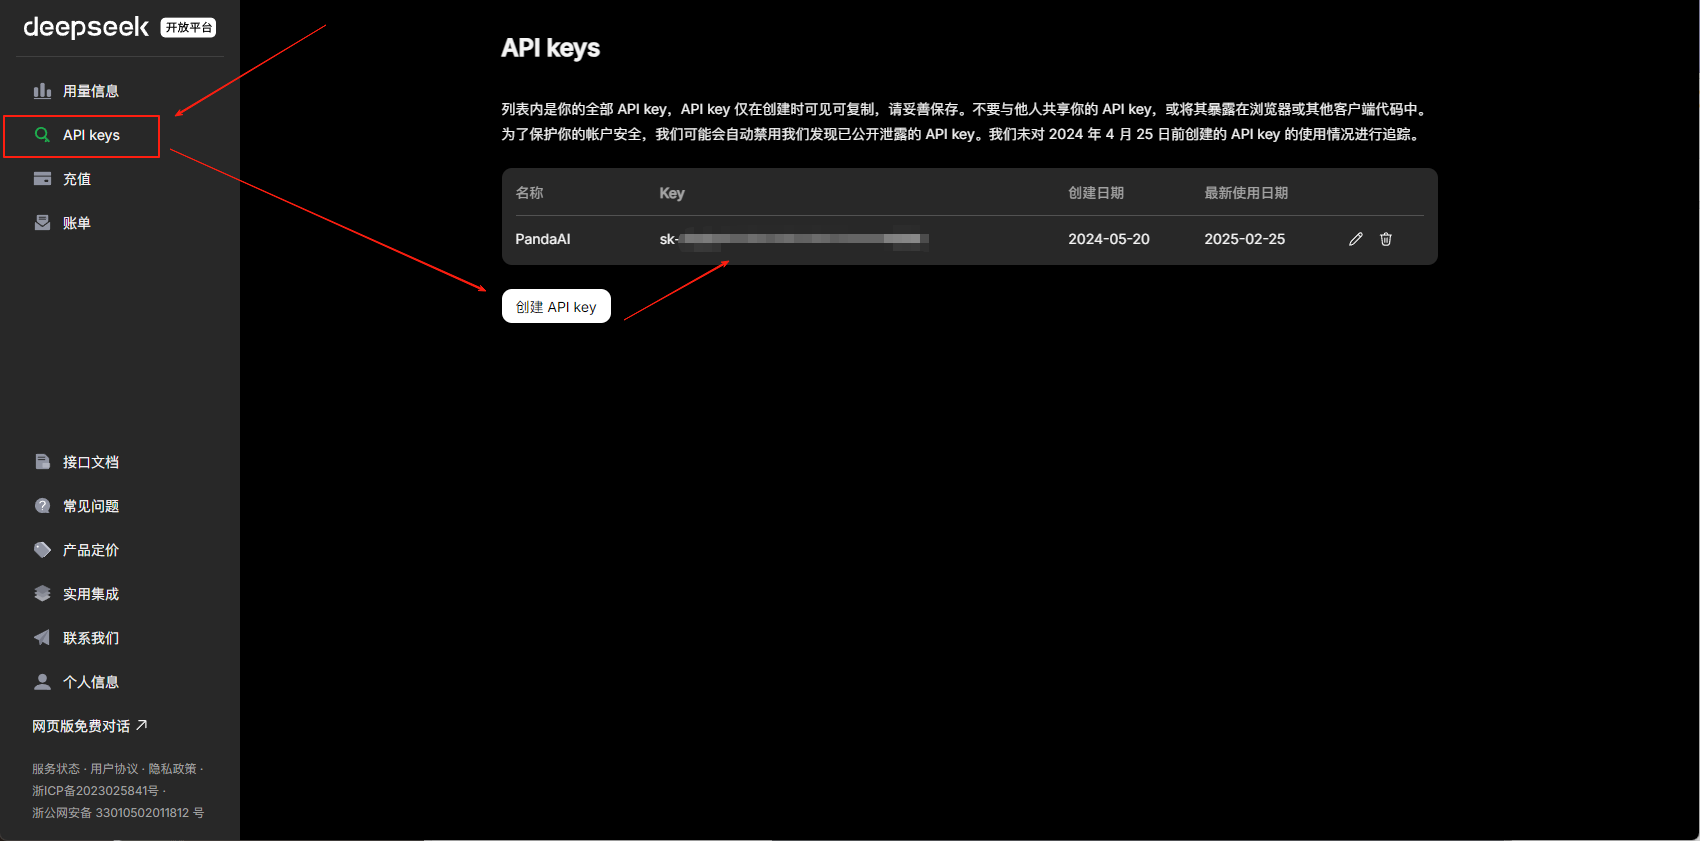 deepseek 开放平台
用量信息
API keys
充值
账单
接口文档
常见问题
产品定价
实用集成
联系我们
个人信息
网页版免费对话
服务状态 · 用户协议 · 隐私政策 ·
浙ICP备2023025841号 ·
浙公网安备 33010502011812 号
API keys
列表内是你的全部 API key，API key 仅在创建时可见可复制，请妥善保存。不要与他人共享你的 API key，或将其暴露在浏览器或其他客户端代码中。
为了保护你的帐户安全，我们可能会自动禁用我们发现已公开泄露的 API key。我们未对 2024 年 4 月 25 日前创建的 API key 的使用情况进行追踪。
名称 Key 创建日期 最新使用日期
PandaAI sk- 2024-05-20 2025-02-25
创建 API key